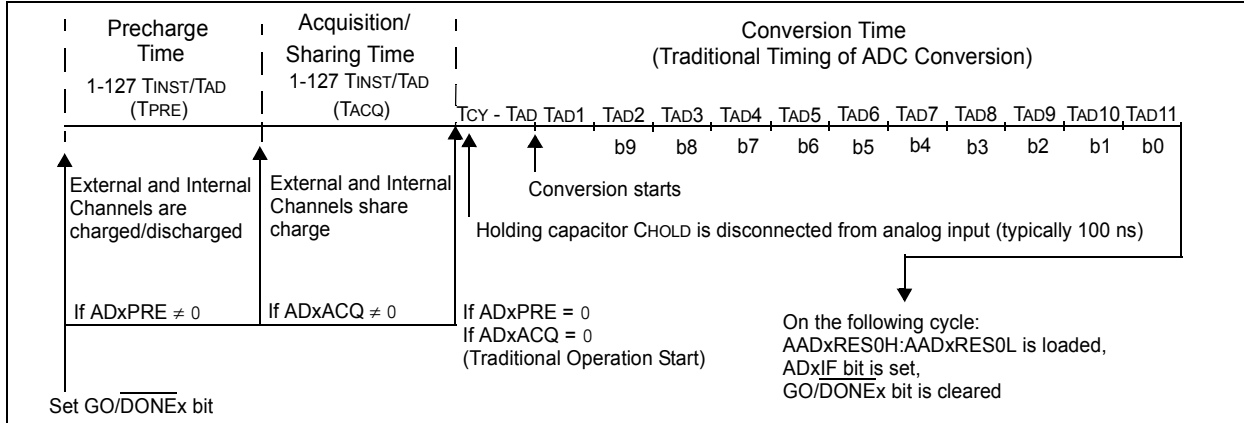 Precharge
Time
1-127 TINST/TAD
(TPRE)
Acquisition/
Sharing Time
1-127 TINST/TAD
(TACQ)
Conversion Time
(Traditional Timing of ADC Conversion)
TCY - TAD TAD1 TAD2 TAD3 TAD4 TAD5 TAD6 TAD7 TAD8 TAD9 TAD10 TAD11
b9 b8 b7 b6 b5 b4 b3 b2 b1 b0
External and Internal
Channels are
charged/discharged
External and Internal
Channels share
charge
Conversion starts
Holding capacitor CHOLD is disconnected from analog input (typically 100 ns)
If ADxPRE ≠ 0
If ADxACQ ≠ 0
If ADxPRE = 0
If ADxACQ = 0
(Traditional Operation Start)
On the following cycle:
AADxRES0H:AADxRES0L is loaded,
ADxIF bit is set,
GO/DONEx bit is cleared
Set GO/DONEx bit